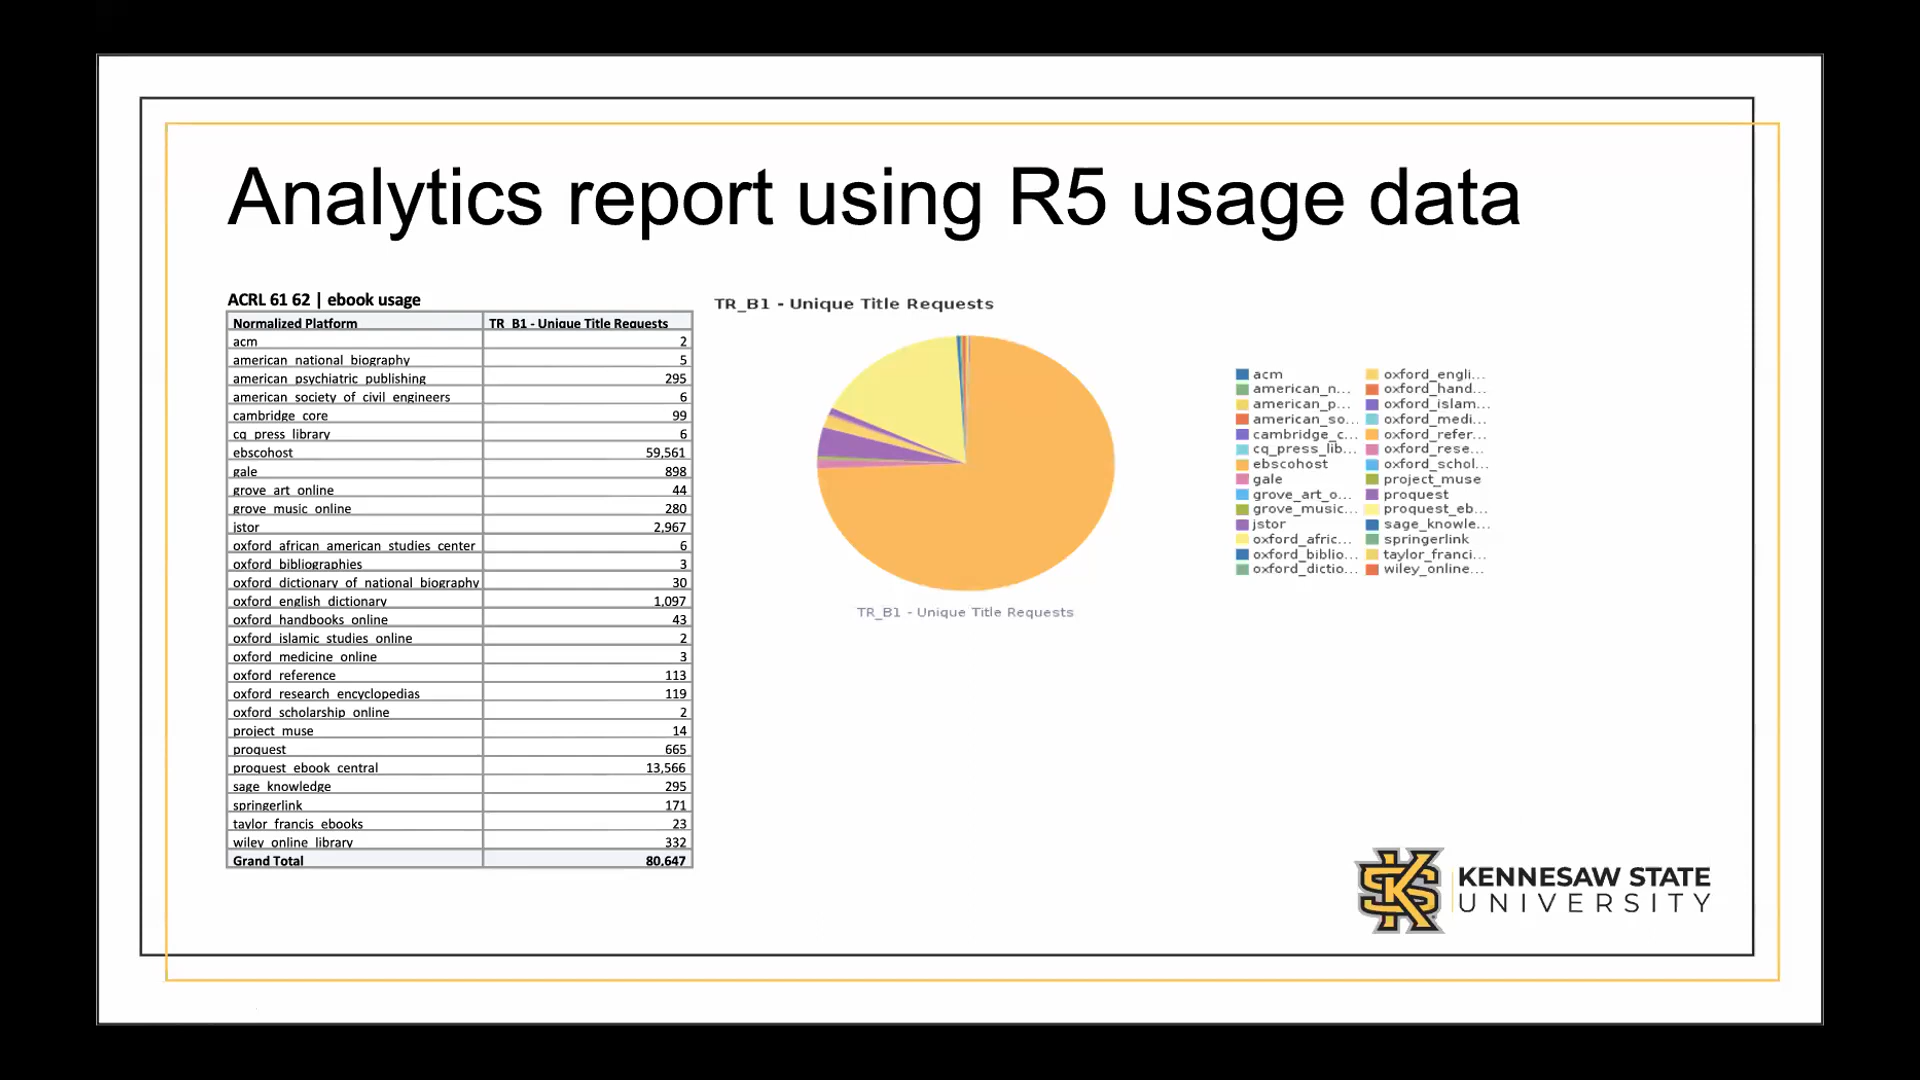 Analytics report using R5 usage data
ACRL 61 62 | ebook usage
Normalized Platform TR_B1 - Unique Title Requests
acm 2
american_national_biography 5
american_psychiatric_publishing 295
american_society_of_civil_engineers 6
cambridge_core 99
cq_press_library 6
ebscohost 59,561
gale 898
grove_art_online 44
grove_music_online 280
jstor 2,967
oxford_african_american_studies_center 6
oxford_bibliographies 3
oxford_dictionary_of_national_biography 30
oxford_english_dictionary 1,097
oxford_handbooks_online 43
oxford_islamic_studies_online 2
oxford_medicine_online 3
oxford_reference 113
oxford_research_encyclopedias 119
oxford_scholarship_online 2
project_muse 14
proquest 665
proquest_ebook_central 13,566
sage_knowledge 295
springerlink 171
taylor_francis_ebooks 23
wiley_online_library 332
Grand Total 80,647
TR_B1 - Unique Title Requests
TR_B1 - Unique Title Requests
acm
american_n...
american_p...
american_so...
cambridge_c...
cq_press_lib...
ebscohost
gale
grove_art_o...
grove_music...
jstor
oxford_afric...
oxford_biblio...
oxford_dictio...
oxford_engli...
oxford_hand...
oxford_islam...
oxford_medi...
oxford_refer...
oxford_rese...
oxford_schol...
project_muse
proquest
proquest_eb...
sage_knowle...
springerlink
taylor_franci...
wiley_online...
KS
KENNESAW STATE
UNIVERSITY